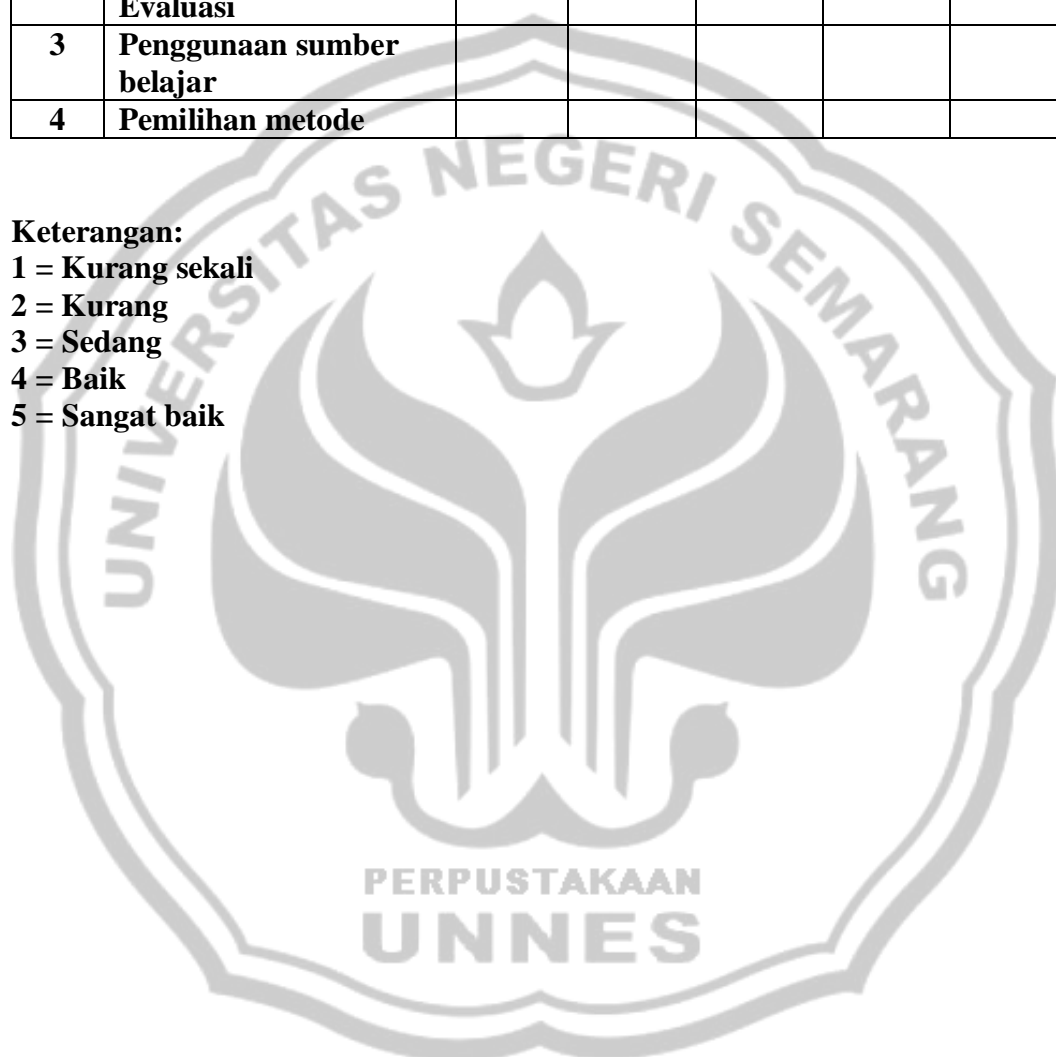 Evaluasi
3 Penggunaan sumber
belajar
4 Pemilihan metode
UNIVERSITAS NEGERI SEMARANG
Keterangan:
1 = Kurang sekali
2 = Kurang
3 = Sedang
4 = Baik
5 = Sangat baik
PERPUSTAKAAN
UNNES